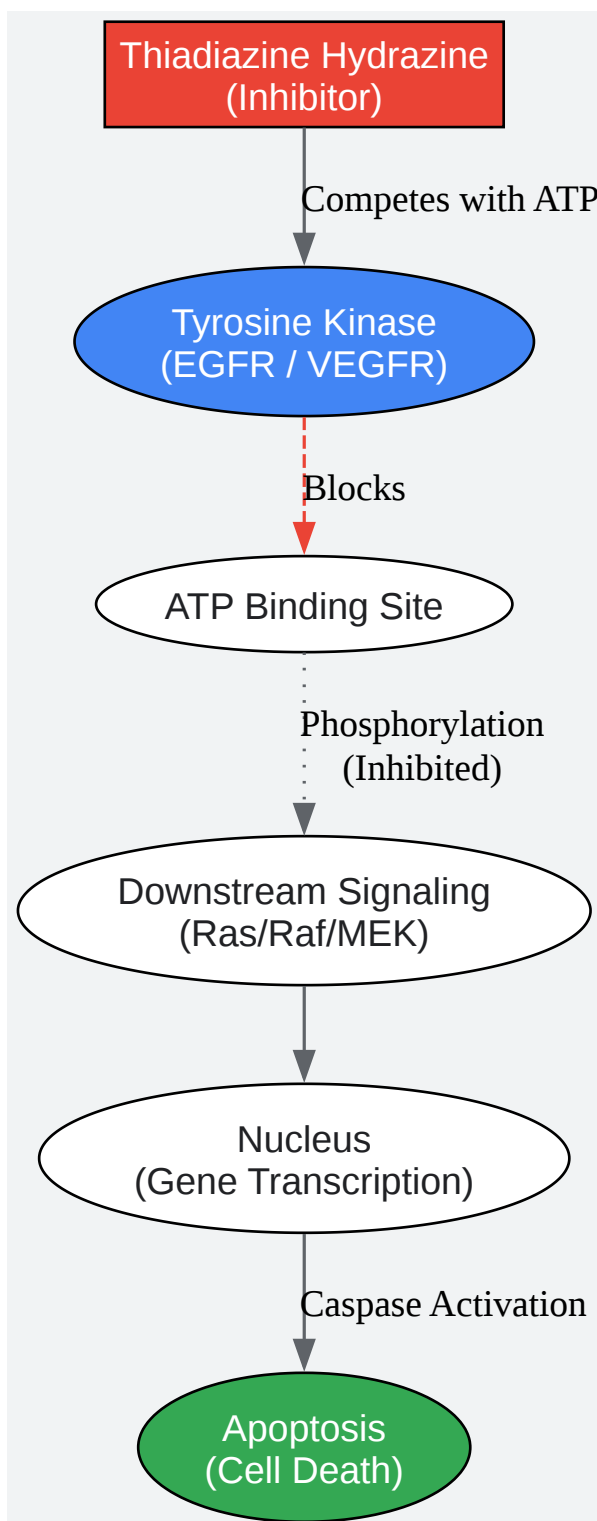 Thiadiazine Hydrazine
(Inhibitor)
Competes with ATP
Tyrosine Kinase
(EGFR / VEGFR)
Blocks
ATP Binding Site
Phosphorylation
(Inhibited)
Downstream Signaling
(Ras/Raf/MEK)
Nucleus
(Gene Transcription)
Caspase Activation
Apoptosis
(Cell Death)